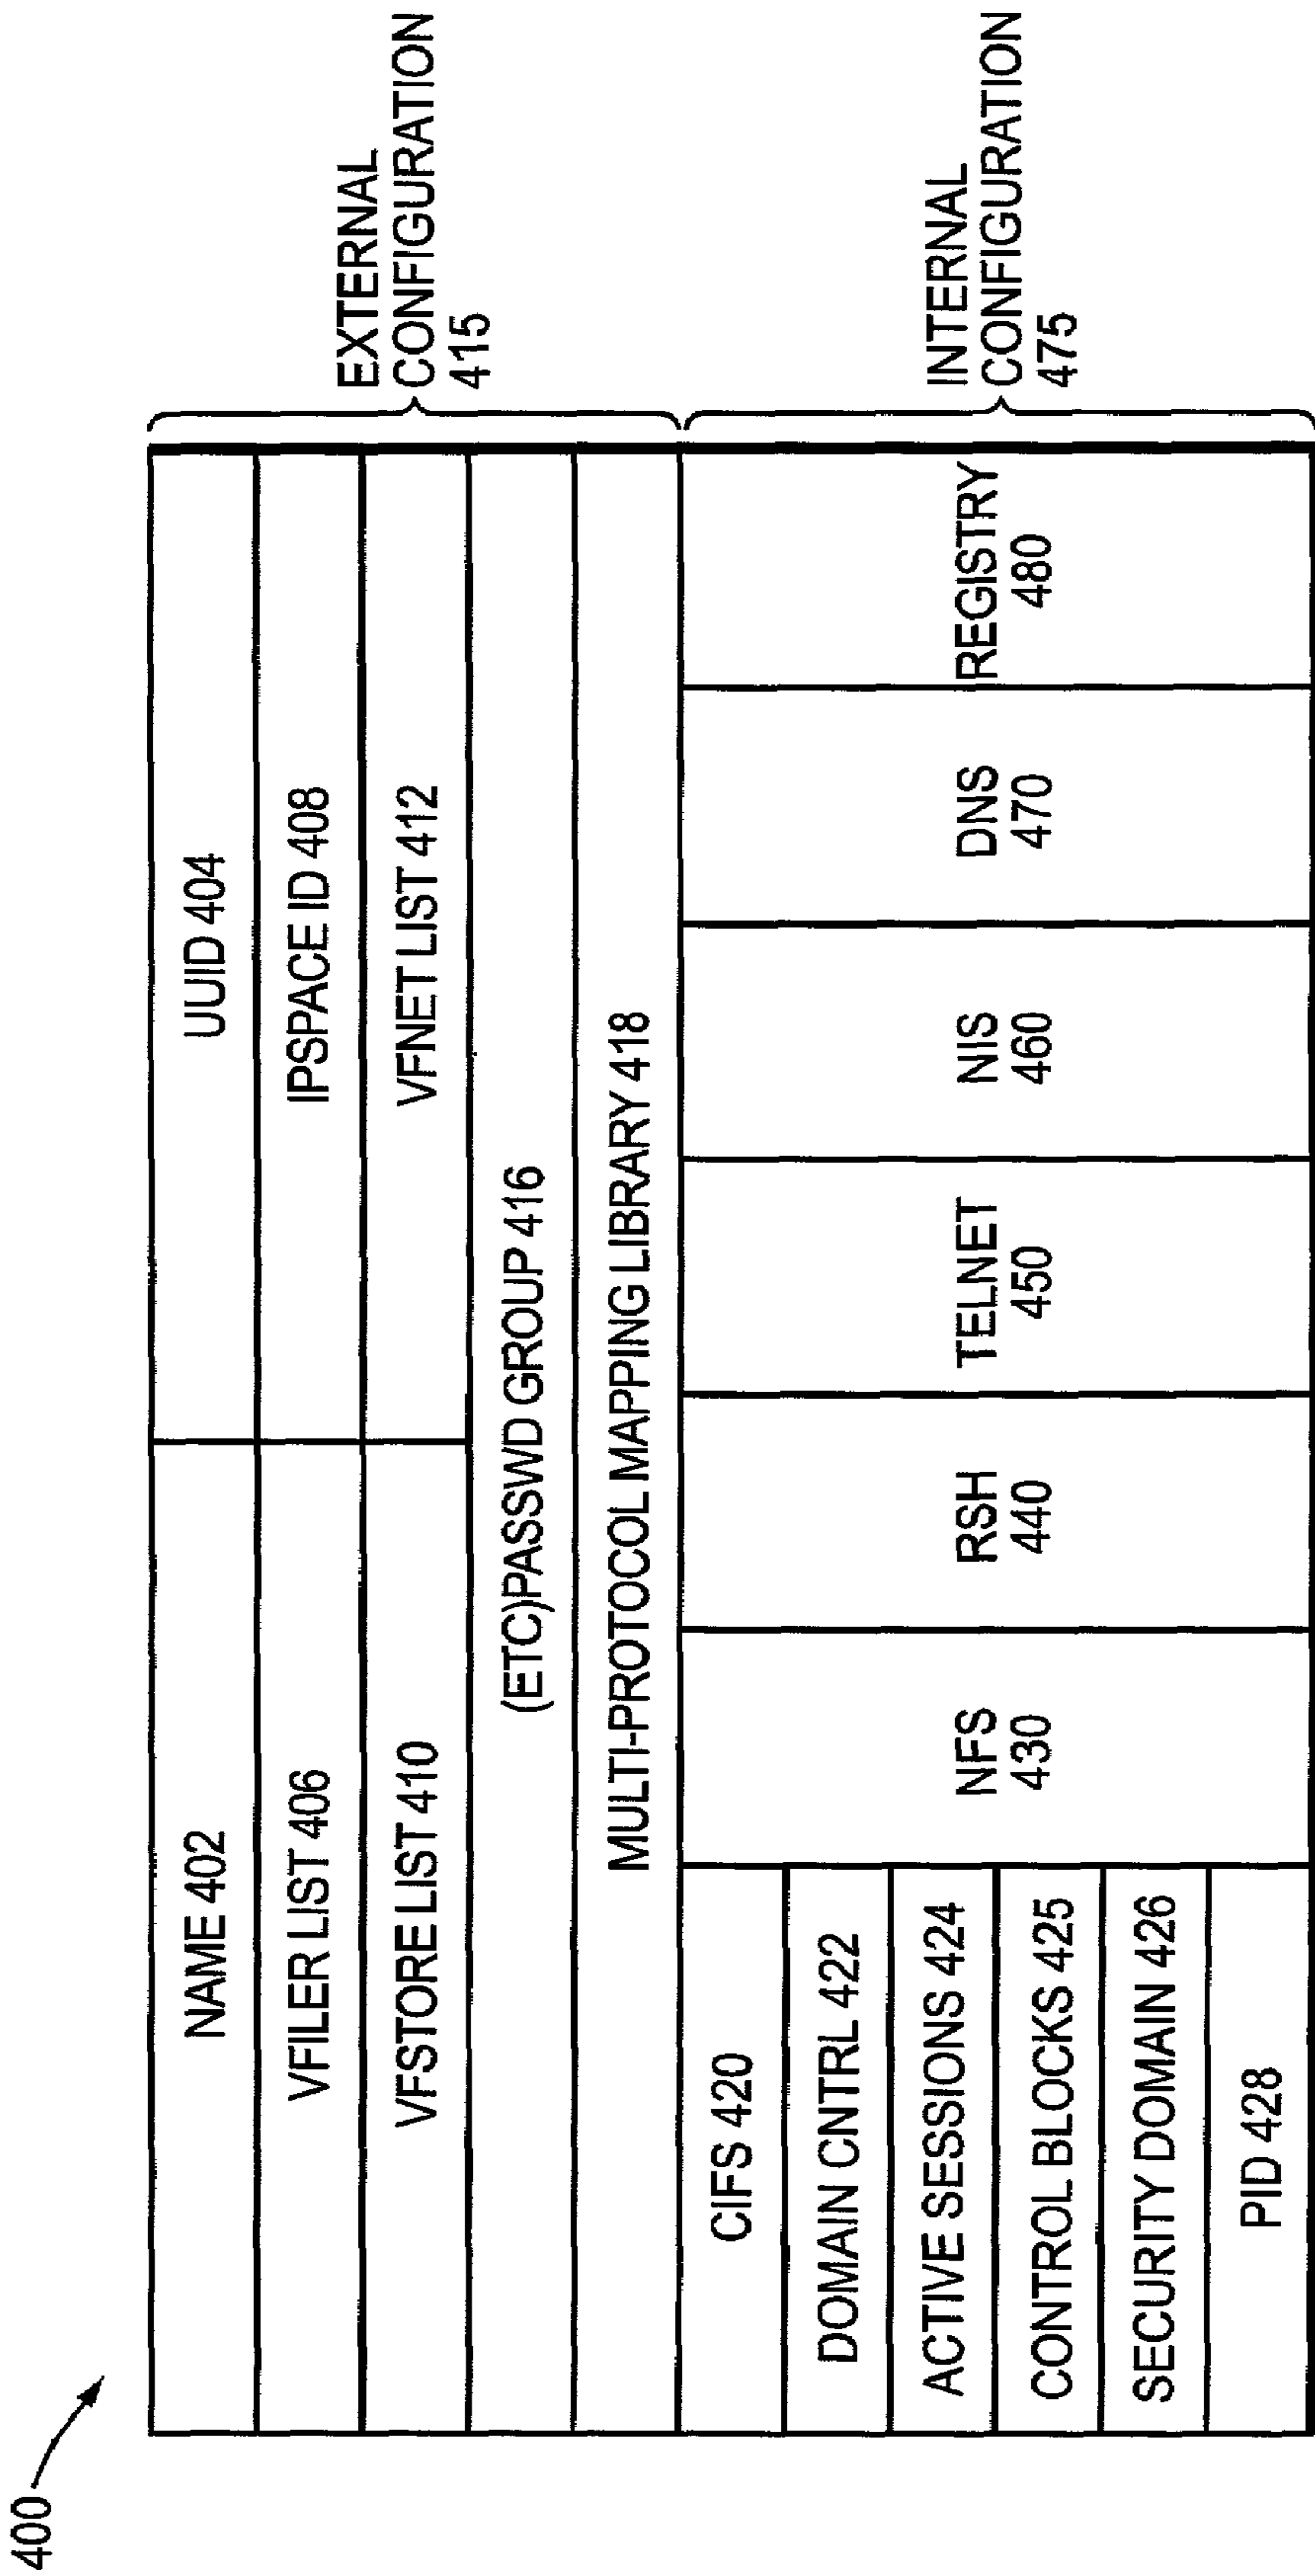 400
NAME 402
UUID 404
VFILER LIST 406
IPSPACE ID 408
VFSTORE LIST 410
VFNET LIST 412
(ETC)PASSWD GROUP 416
MULTI-PROTOCOL MAPPING LIBRARY 418
EXTERNAL
CONFIGURATION
415
CIFS 420
DOMAIN CNTRL 422
ACTIVE SESSIONS 424
CONTROL BLOCKS 425
SECURITY DOMAIN 426
PID 428
NFS
430
RSH
440
TELNET
450
NIS
460
DNS
470
REGISTRY
480
INTERNAL
CONFIGURATION
475